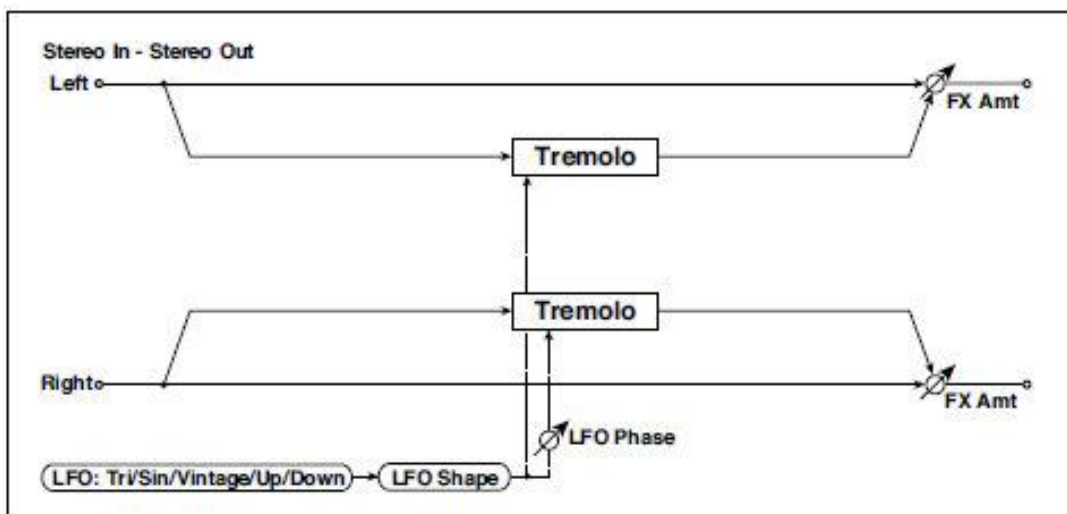 Stereo In - Stereo Out
Left
FX Amt
Tremolo
Tremolo
Right
FX Amt
LFO Phase
LFO: Tri/Sin/Vintage/Up/Down
LFO Shape